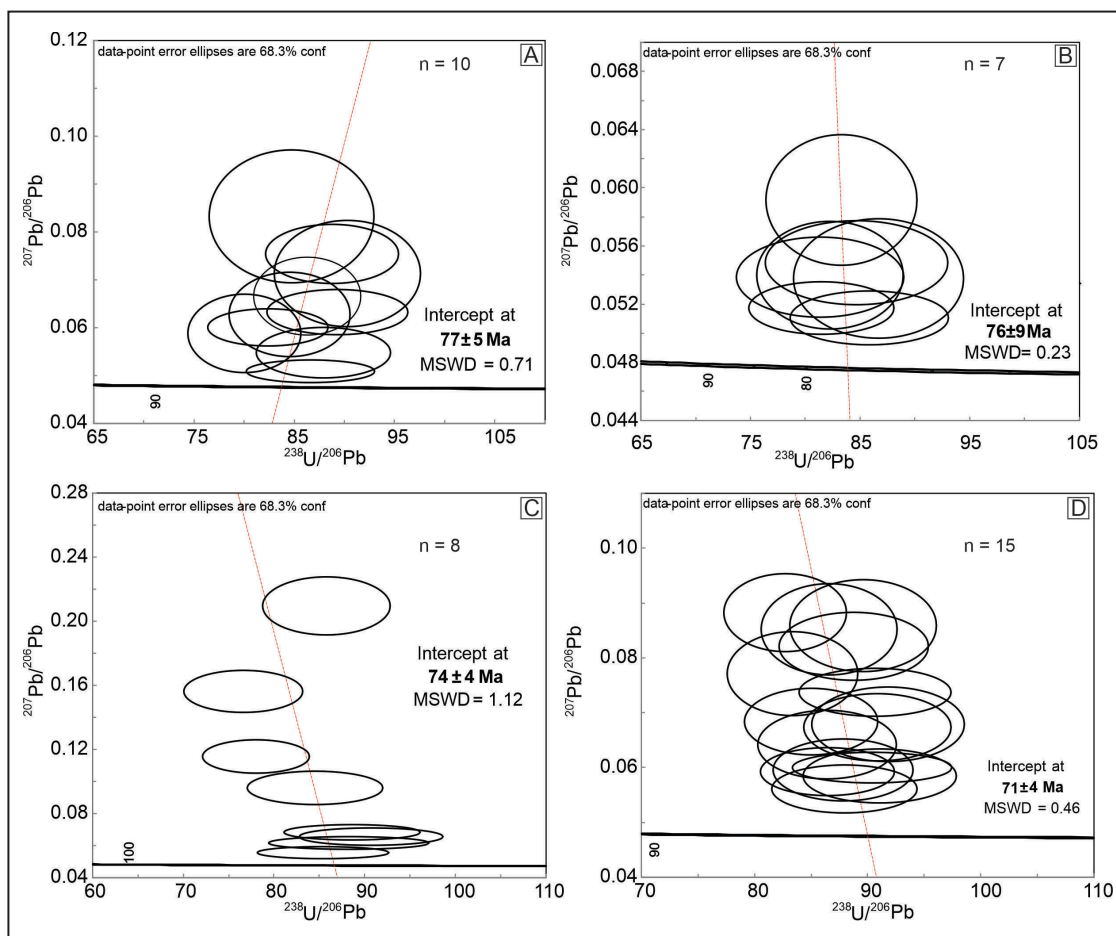 data-point error ellipses are 68.3% conf
A
n = 10
0.12
0.10
0.08
0.06
0.04
207Pb/206Pb
Intercept at
77±5 Ma
MSWD = 0.71
90
65 75 85 95 105
238U/206Pb
data-point error ellipses are 68.3% conf
B
n = 7
0.068
0.064
0.060
0.056
0.052
0.048
0.044
207Pb/206Pb
Intercept at
76±9 Ma
MSWD= 0.23
90 80
65 75 85 95 105
238U/206Pb
data-point error ellipses are 68.3% conf
C
n = 8
0.28
0.24
0.20
0.16
0.12
0.08
0.04
207Pb/206Pb
Intercept at
74 ± 4 Ma
MSWD = 1.12
100
60 70 80 90 100 110
238U/206Pb
data-point error ellipses are 68.3% conf
D
n = 15
0.10
0.08
0.06
0.04
207Pb/206Pb
Intercept at
71±4 Ma
MSWD = 0.46
90
70 80 90 100 110
238U/206Pb